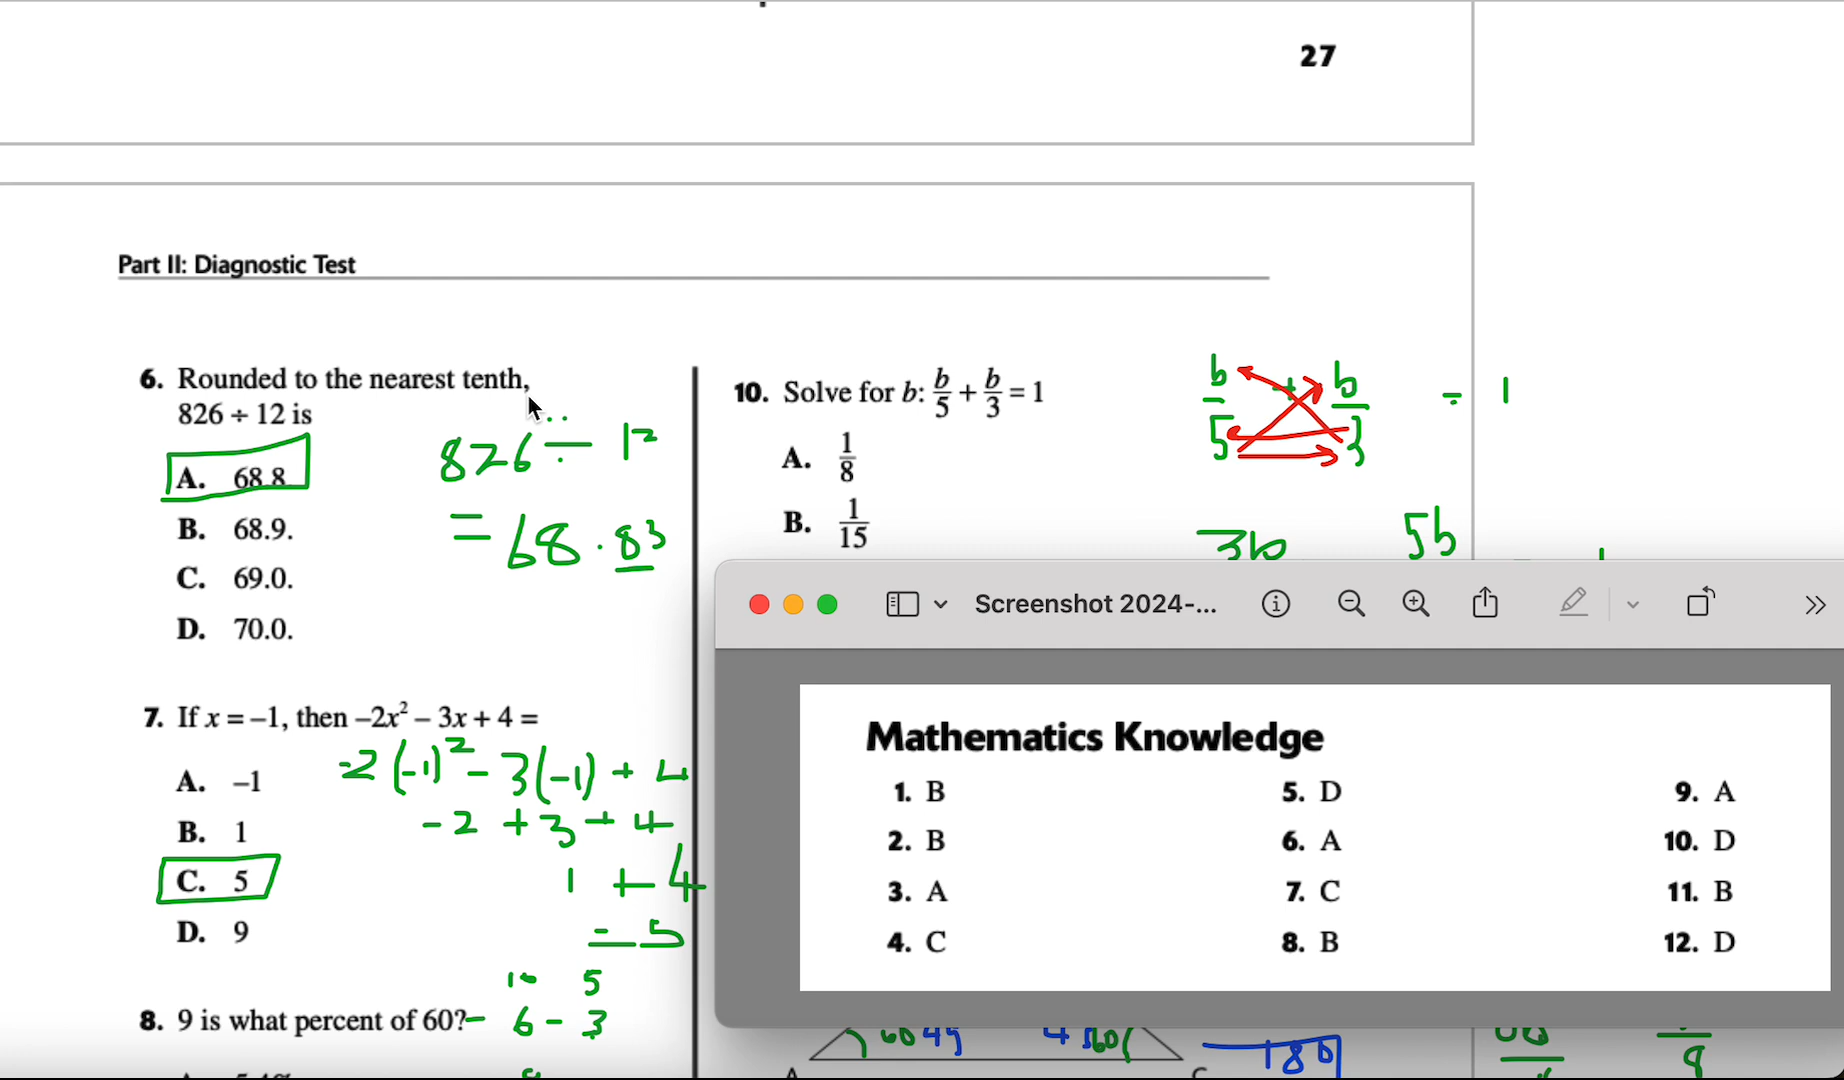 27
Part II: Diagnostic Test
6. Rounded to the nearest tenth,
826 ÷ 12 is
A. 68.8
B. 68.9.
C. 69.0.
D. 70.0.
826 ÷ 12
= 68.83
7. If x = –1, then –2x² – 3x + 4 =
A. –1
B. 1
C. 5
D. 9
-2(-1)² - 3(-1) + 4
-2 + 3 + 4
1 + 4
= 5
8. 9 is what percent of 60?
10. Solve for b: b/5 + b/3 = 1
A. 1/8
B. 1/15
b/5 + b/3 = 1
3b 5b
Screenshot 2024-...
Mathematics Knowledge
1. B
2. B
3. A
4. C
5. D
6. A
7. C
8. B
9. A
10. D
11. B
12. D
180